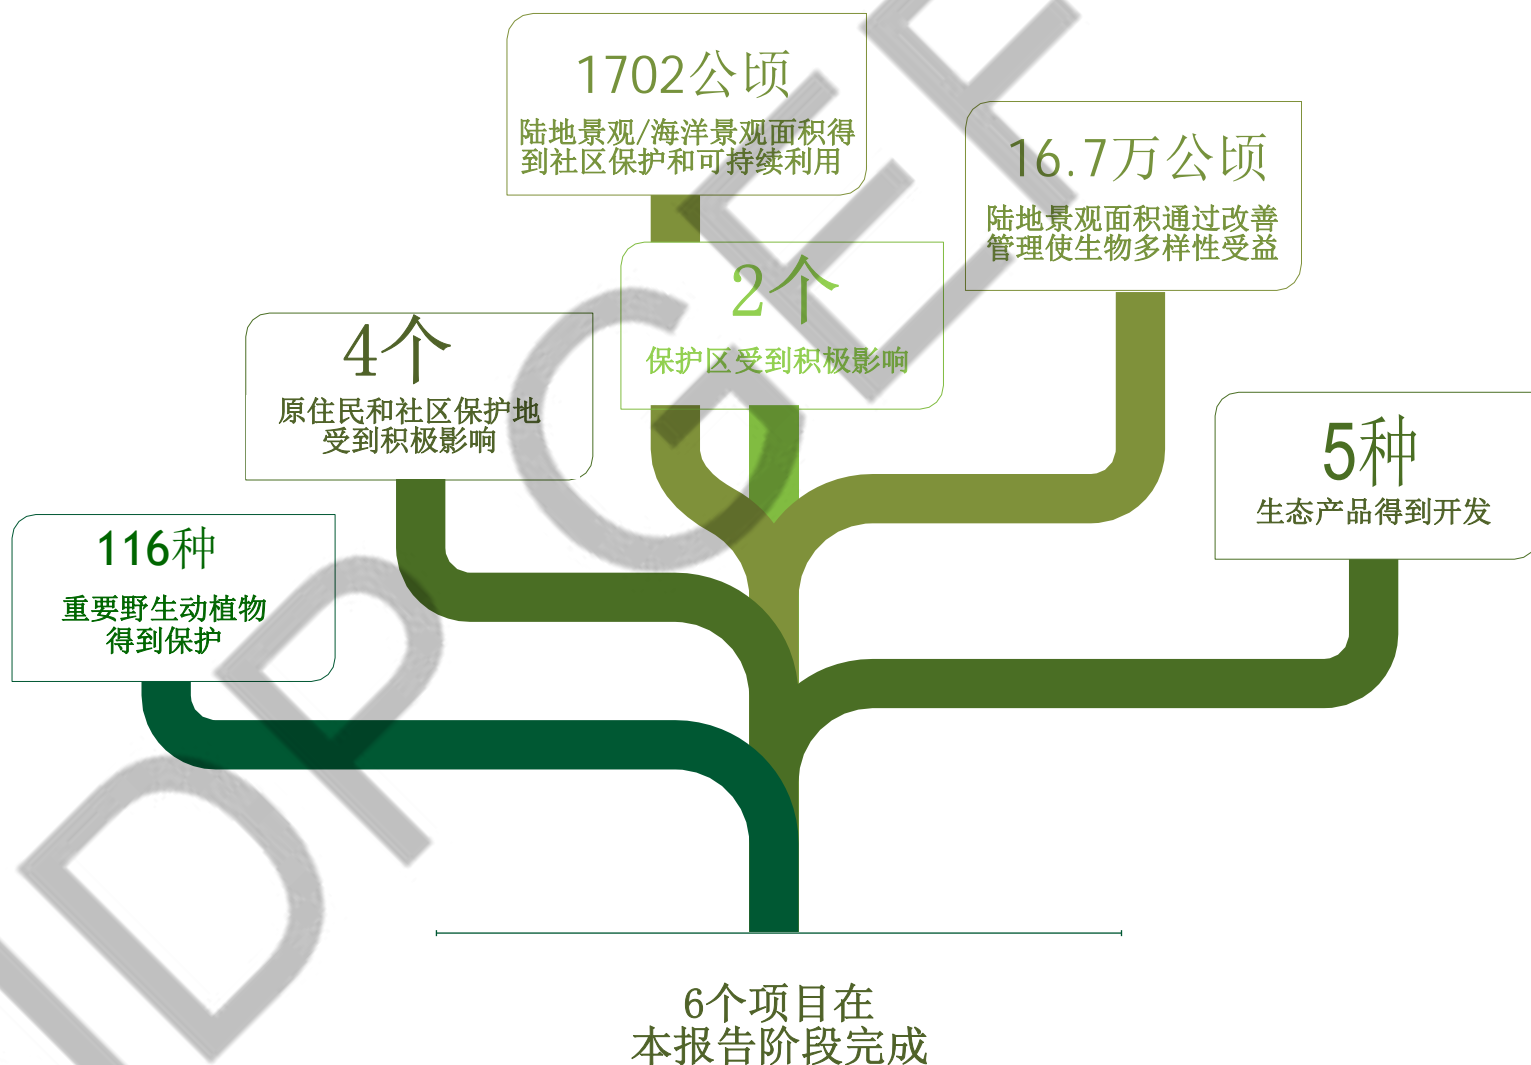 1702公顷
陆地景观/海洋景观面积得
到社区保护和可持续利用
16.7万公顷
陆地景观面积通过改善
管理使生物多样性受益
2个
保护区受到积极影响
4个
原住民和社区保护地
受到积极影响
5种
生态产品得到开发
116种
重要野生动植物
得到保护
6个项目在
本报告阶段完成
NDP GEF